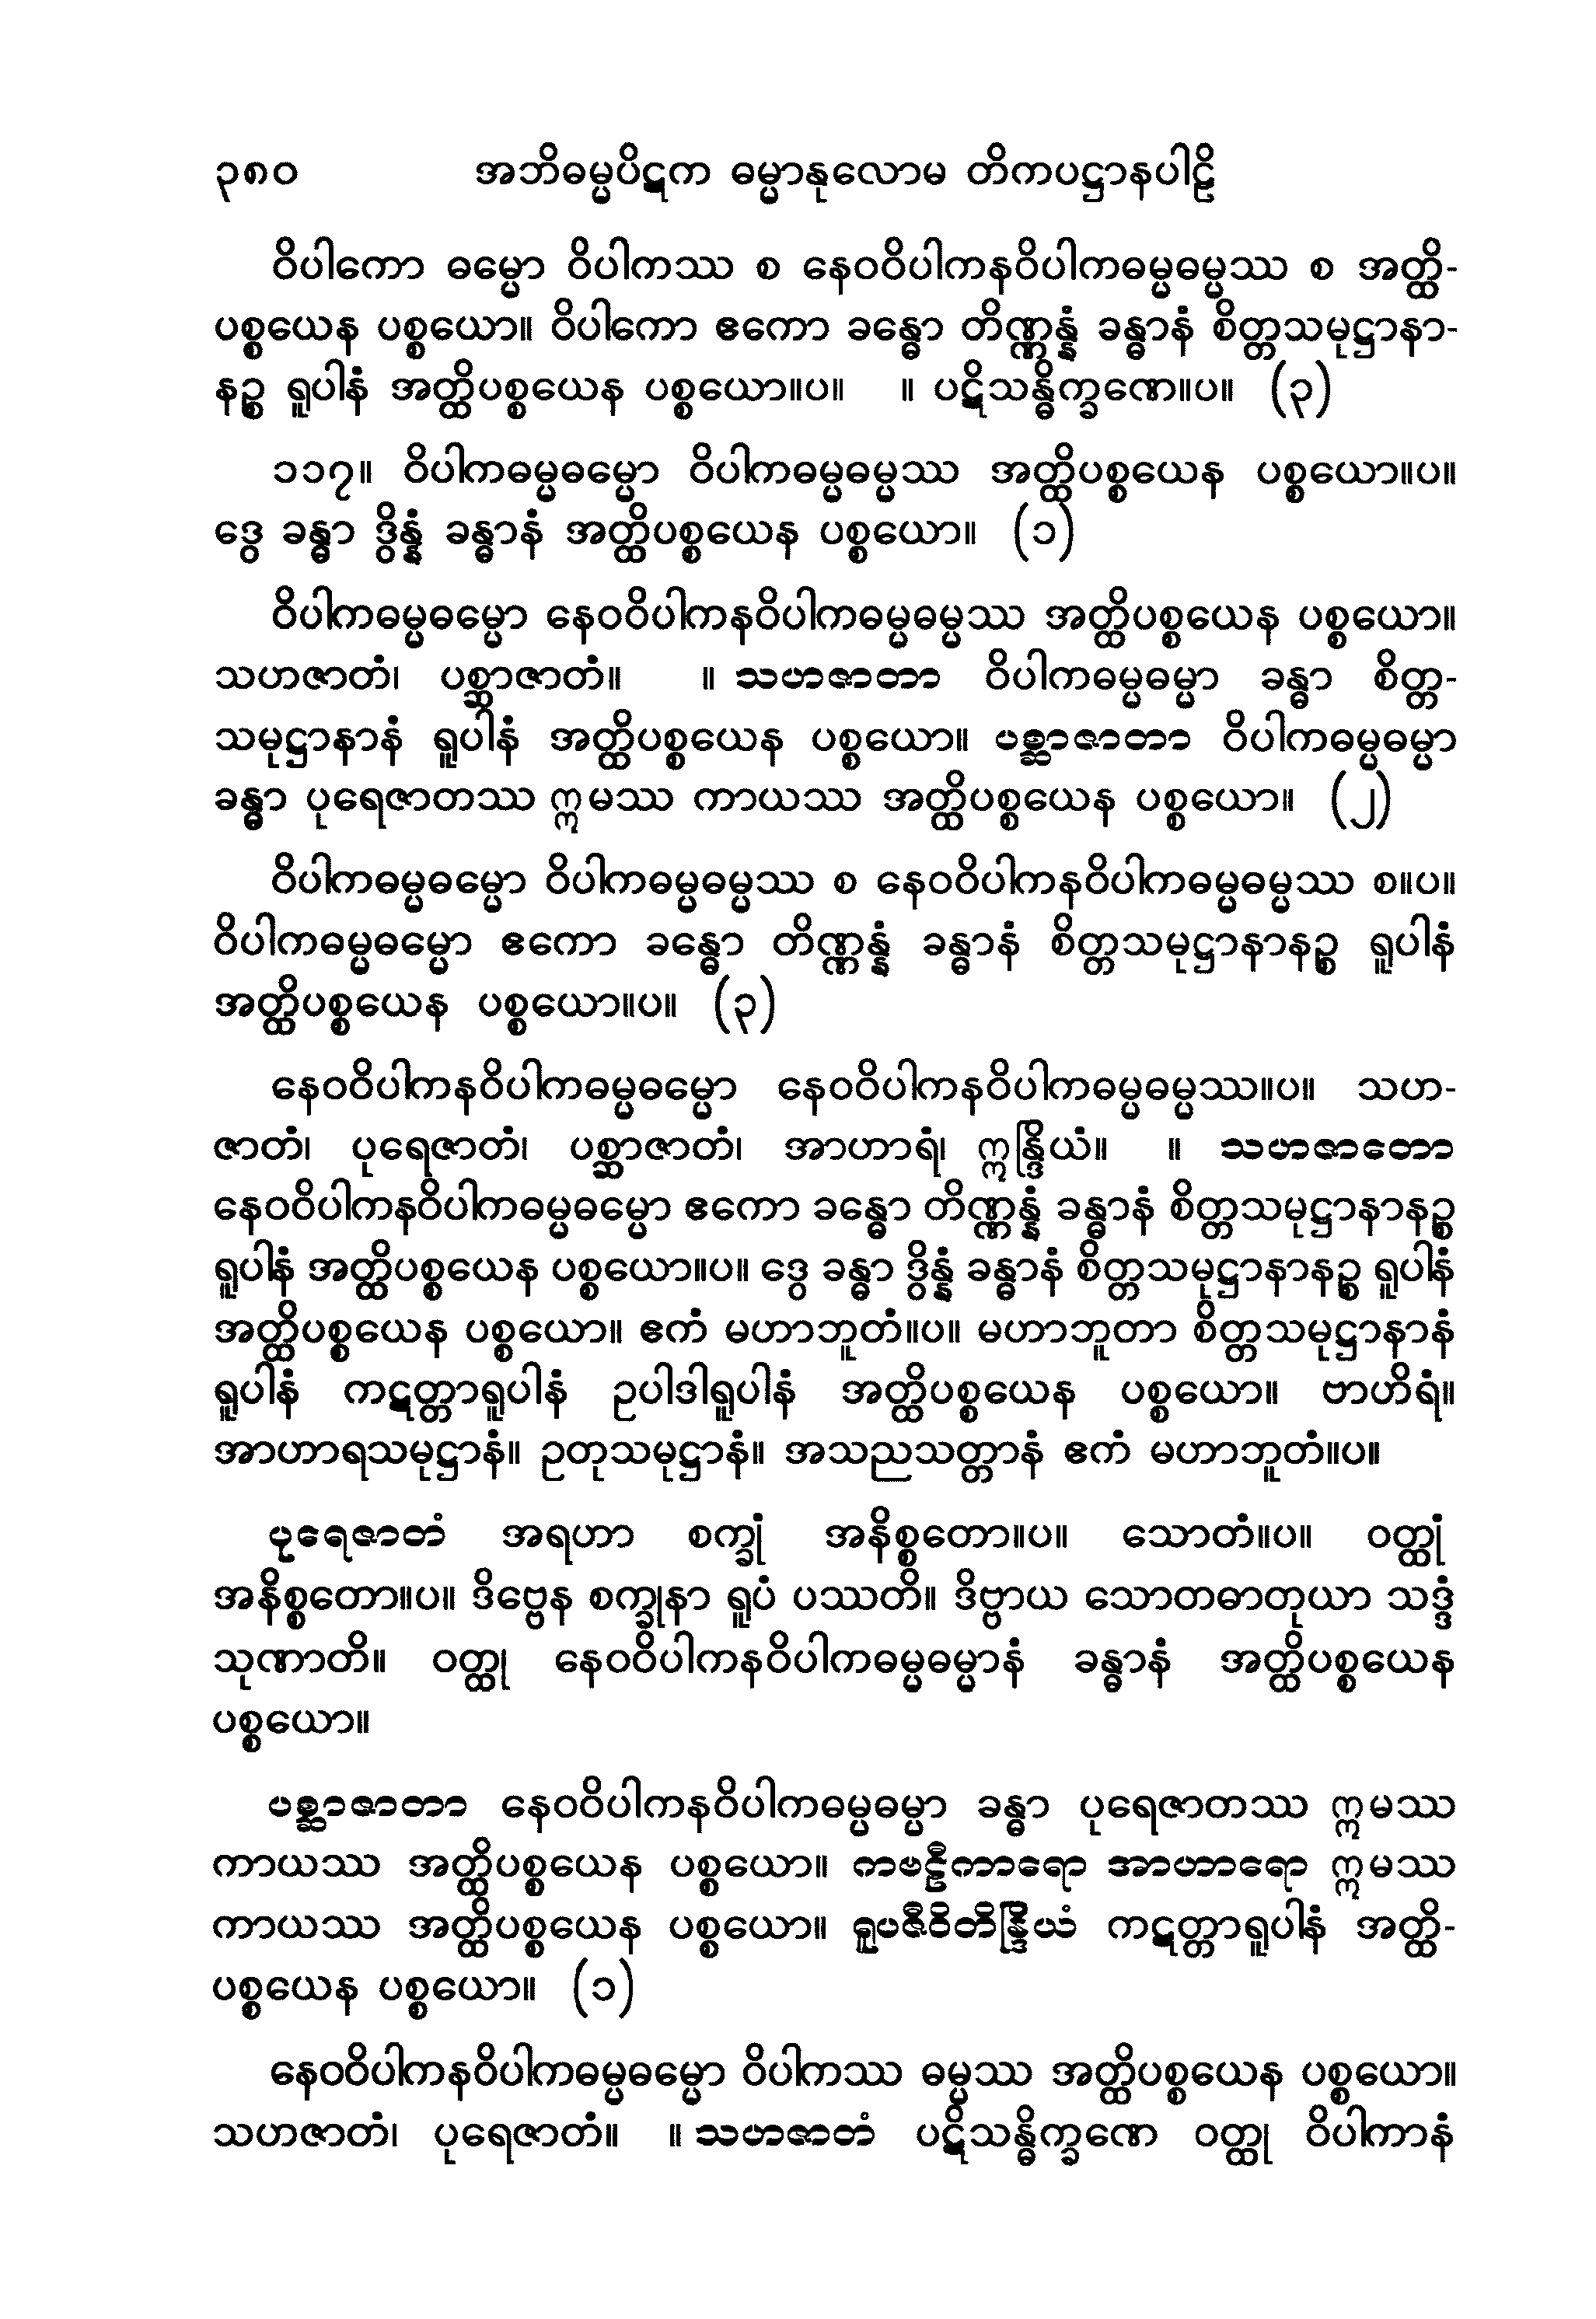 ၃၈၀ အဘိဓမ္မပိဋက ဓမ္မာနုလောမ တိကပဋ္ဌာနပါဠိ
ဝိပါကော ဓမ္မော ဝိပါကဿ စ နေဝဝိပါကနဝိပါကဓမ္မဓမ္မဿ စ အတ္ထိ-
ပစ္စယေန ပစ္စယော။ ဝိပါကော ဧကော ခန္ဓော တိဏ္ဏန္နံ ခန္ဓာနံ စိတ္တသမုဋ္ဌာနာ-
နဉ္စ ရူပါနံ အတ္ထိပစ္စယေန ပစ္စယော။ပ။ ။ ပဋိသန္ဓိက္ခဏေ။ပ။ (၃)
၁၁၇။ ဝိပါကဓမ္မဓမ္မော ဝိပါကဓမ္မဓမ္မဿ အတ္ထိပစ္စယေန ပစ္စယော။ပ။
ဒွေ ခန္ဓာ ဒွိန္နံ ခန္ဓာနံ အတ္ထိပစ္စယေန ပစ္စယော။ (၁)
ဝိပါကဓမ္မဓမ္မော နေဝဝိပါကနဝိပါကဓမ္မဓမ္မဿ အတ္ထိပစ္စယေန ပစ္စယော။
သဟဇာတံ၊ ပစ္ဆာဇာတံ။ ။ သဟဇာတာ ဝိပါကဓမ္မဓမ္မာ ခန္ဓာ စိတ္တ-
သမုဋ္ဌာနာနံ ရူပါနံ အတ္ထိပစ္စယေန ပစ္စယော။ ပစ္ဆာဇာတာ ဝိပါကဓမ္မဓမ္မာ
ခန္ဓာ ပုရေဇာတဿ ဣမဿ ကာယဿ အတ္ထိပစ္စယေန ပစ္စယော။ (၂)
ဝိပါကဓမ္မဓမ္မော ဝိပါကဓမ္မဓမ္မဿ စ နေဝဝိပါကနဝိပါကဓမ္မဓမ္မဿ စ။ပ။
ဝိပါကဓမ္မဓမ္မော ဧကော ခန္ဓော တိဏ္ဏန္နံ ခန္ဓာနံ စိတ္တသမုဋ္ဌာနာနဉ္စ ရူပါနံ
အတ္ထိပစ္စယေန ပစ္စယော။ပ။ (၃)
နေဝဝိပါကနဝိပါကဓမ္မဓမ္မော နေဝဝိပါကနဝိပါကဓမ္မဓမ္မဿ။ပ။ သဟ-
ဇာတံ၊ ပုရေဇာတံ၊ ပစ္ဆာဇာတံ၊ အာဟာရံ၊ ဣန္ဒြိယံ။ ။ သဟဇာတော
နေဝဝိပါကနဝိပါကဓမ္မဓမ္မော ဧကော ခန္ဓော တိဏ္ဏန္နံ ခန္ဓာနံ စိတ္တသမုဋ္ဌာနာနဉ္စ
ရူပါနံ အတ္ထိပစ္စယေန ပစ္စယော။ပ။ ဒွေ ခန္ဓာ ဒွိန္နံ ခန္ဓာနံ စိတ္တသမုဋ္ဌာနာနဉ္စ ရူပါနံ
အတ္ထိပစ္စယေန ပစ္စယော။ ဧကံ မဟာဘူတံ။ပ။ မဟာဘူတာ စိတ္တသမုဋ္ဌာနာနံ
ရူပါနံ ကဋတ္တာရူပါနံ ဥပါဒါရူပါနံ အတ္ထိပစ္စယေန ပစ္စယော။ ဗာဟိရံ။
အာဟာရသမုဋ္ဌာနံ။ ဥတုသမုဋ္ဌာနံ။ အသညသတ္တာနံ ဧကံ မဟာဘူတံ။ပ။
ပုရေဇာတံ အရဟာ စက္ခုံ အနိစ္စတော။ပ။ သောတံ။ပ။ ဝတ္ထုံ
အနိစ္စတော။ပ။ ဒိဗ္ဗေန စက္ခုနာ ရူပံ ပဿတိ။ ဒိဗ္ဗာယ သောတဓာတုယာ သဒ္ဒံ
သုဏာတိ။ ဝတ္ထု နေဝဝိပါကနဝိပါကဓမ္မဓမ္မာနံ ခန္ဓာနံ အတ္ထိပစ္စယေန
ပစ္စယော။
ပစ္ဆာဇာတာ နေဝဝိပါကနဝိပါကဓမ္မဓမ္မာ ခန္ဓာ ပုရေဇာတဿ ဣမဿ
ကာယဿ အတ္ထိပစ္စယေန ပစ္စယော။ ကဗဠီကာရော အာဟာရော ဣမဿ
ကာယဿ အတ္ထိပစ္စယေန ပစ္စယော။ ရူပဇီဝိတိန္ဒြိယံ ကဋတ္တာရူပါနံ အတ္ထိ-
ပစ္စယေန ပစ္စယော။ (၁)
နေဝဝိပါကနဝိပါကဓမ္မဓမ္မော ဝိပါကဿ ဓမ္မဿ အတ္ထိပစ္စယေန ပစ္စယော။
သဟဇာတံ၊ ပုရေဇာတံ။ ။ သဟဇာတံ ပဋိသန္ဓိက္ခဏေ ဝတ္ထု ဝိပါကာနံ